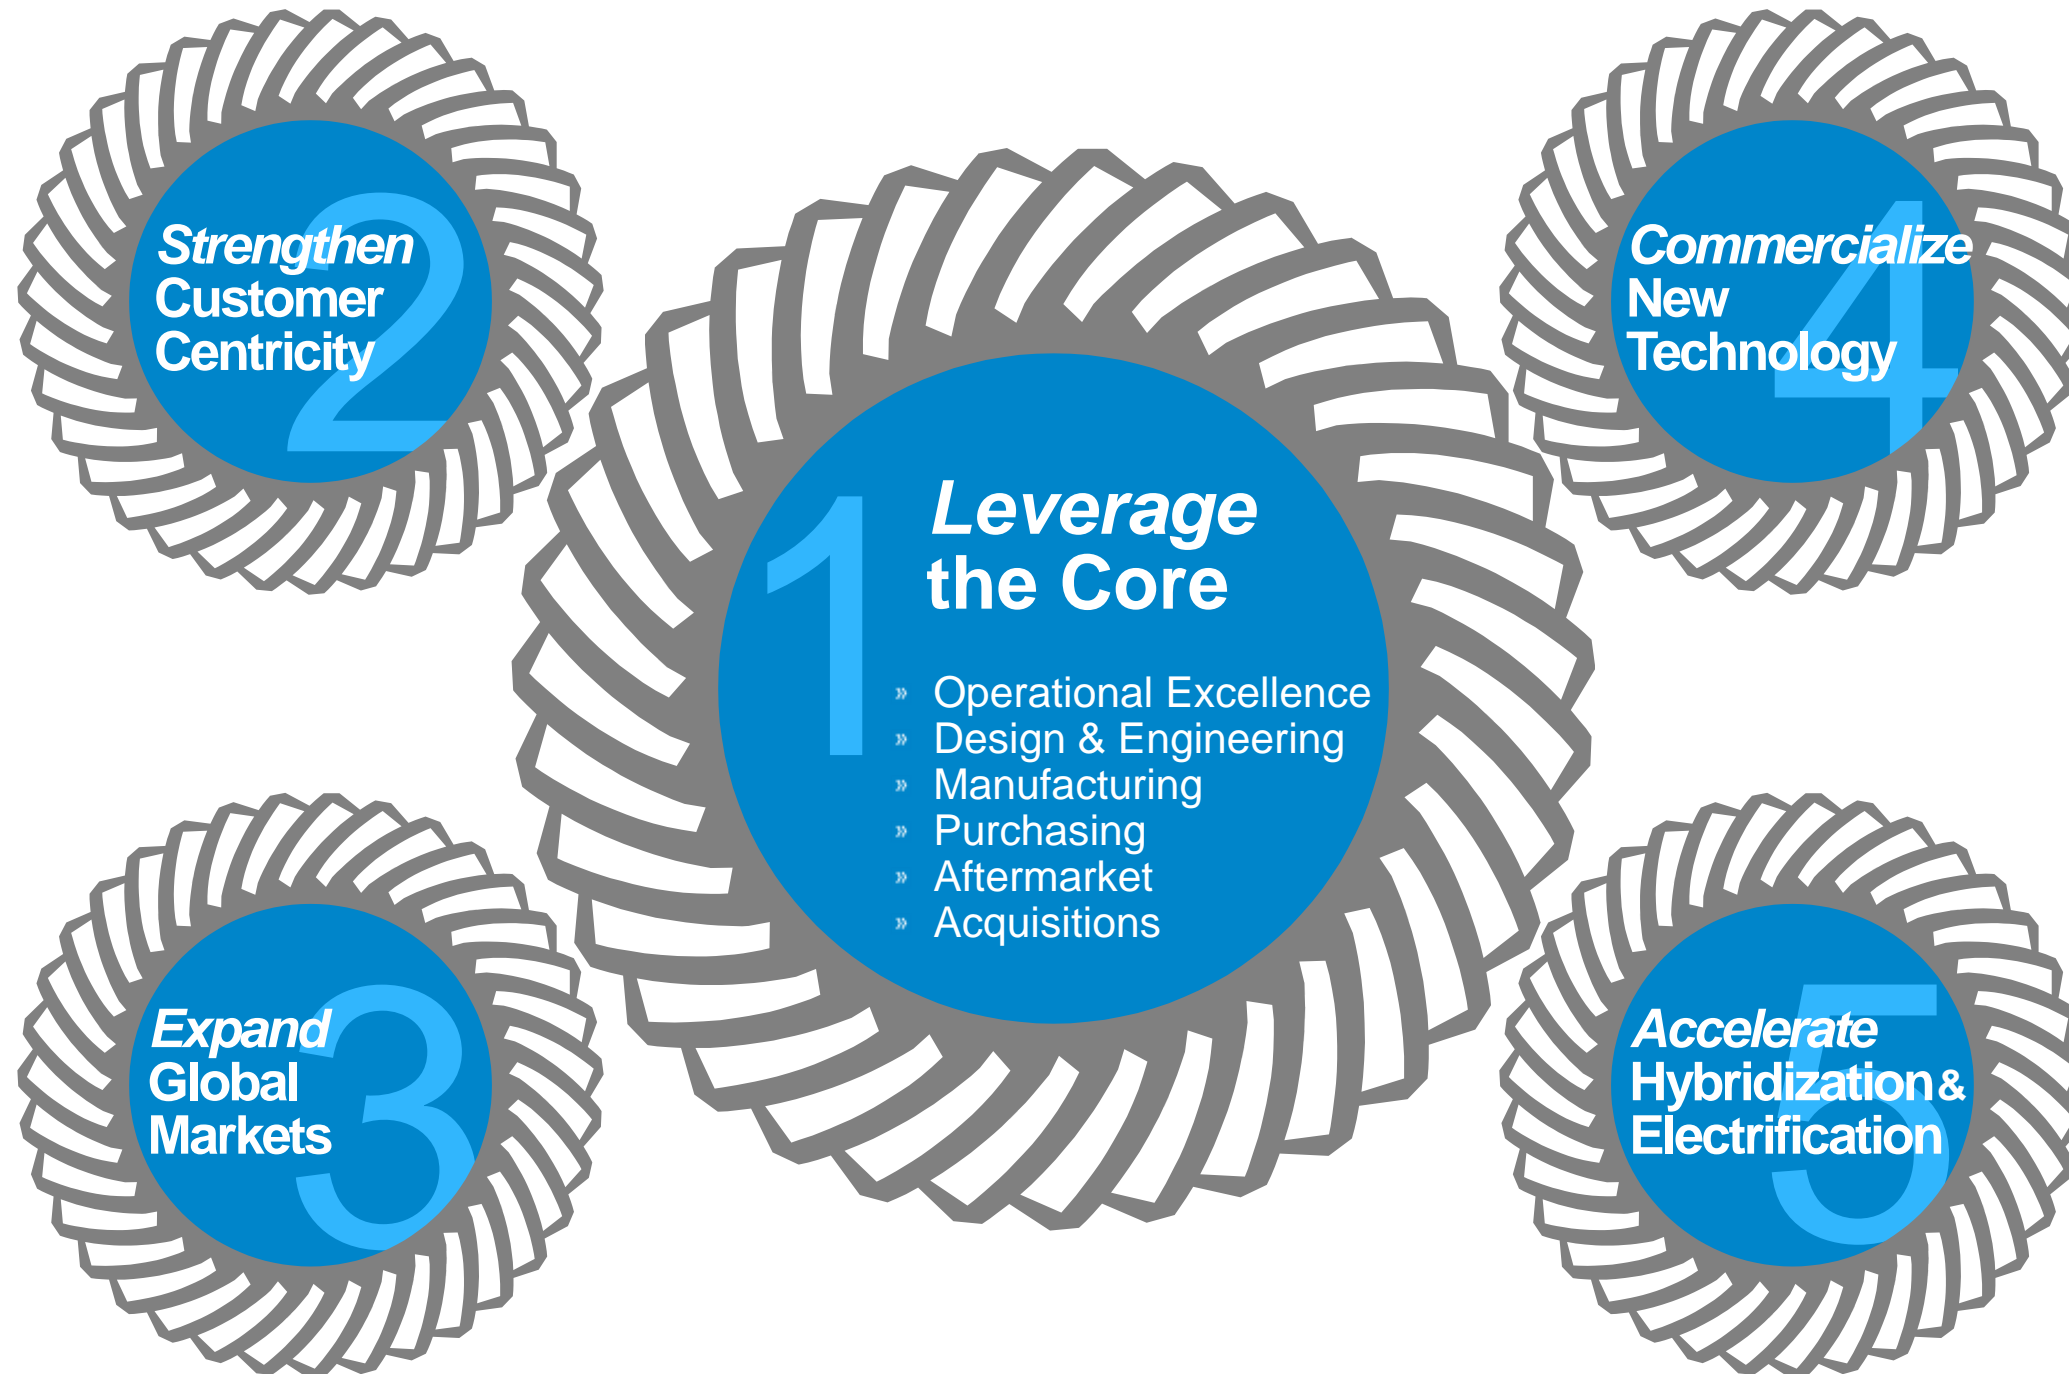 1
Leverage
the Core
» Operational Excellence
» Design & Engineering
» Manufacturing
» Purchasing
» Aftermarket
» Acquisitions
2
Strengthen
Customer
Centricity
3
Expand
Global
Markets
4
Commercialize
New
Technology
5
Accelerate
Hybridization &
Electrification